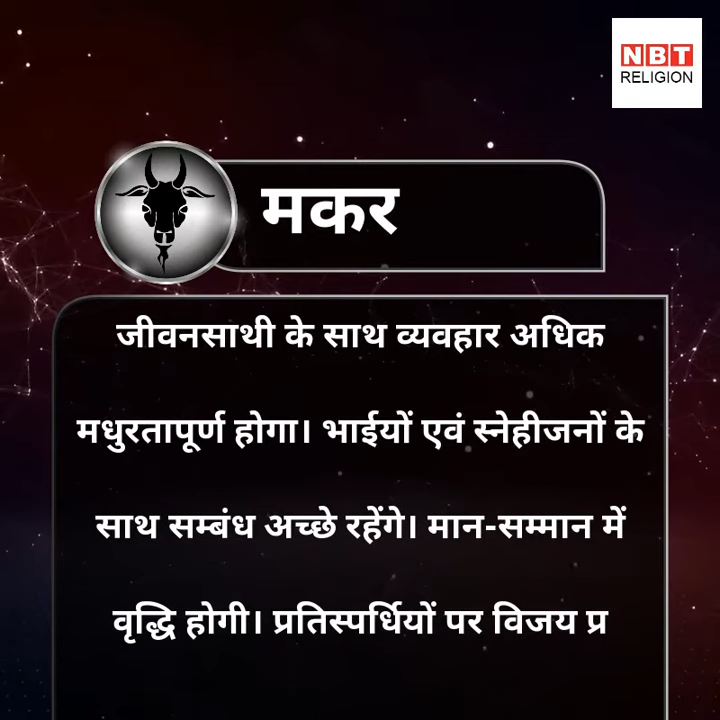 NBT
RELIGION
मकर
जीवनसाथी के साथ व्यवहार अधिक
मधुरतापूर्ण होगा। भाईयों एवं स्नेहीजनों के
साथ सम्बंध अच्छे रहेंगे। मान-सम्मान में
वृद्धि होगी। प्रतिस्पर्धियों पर विजय प्र